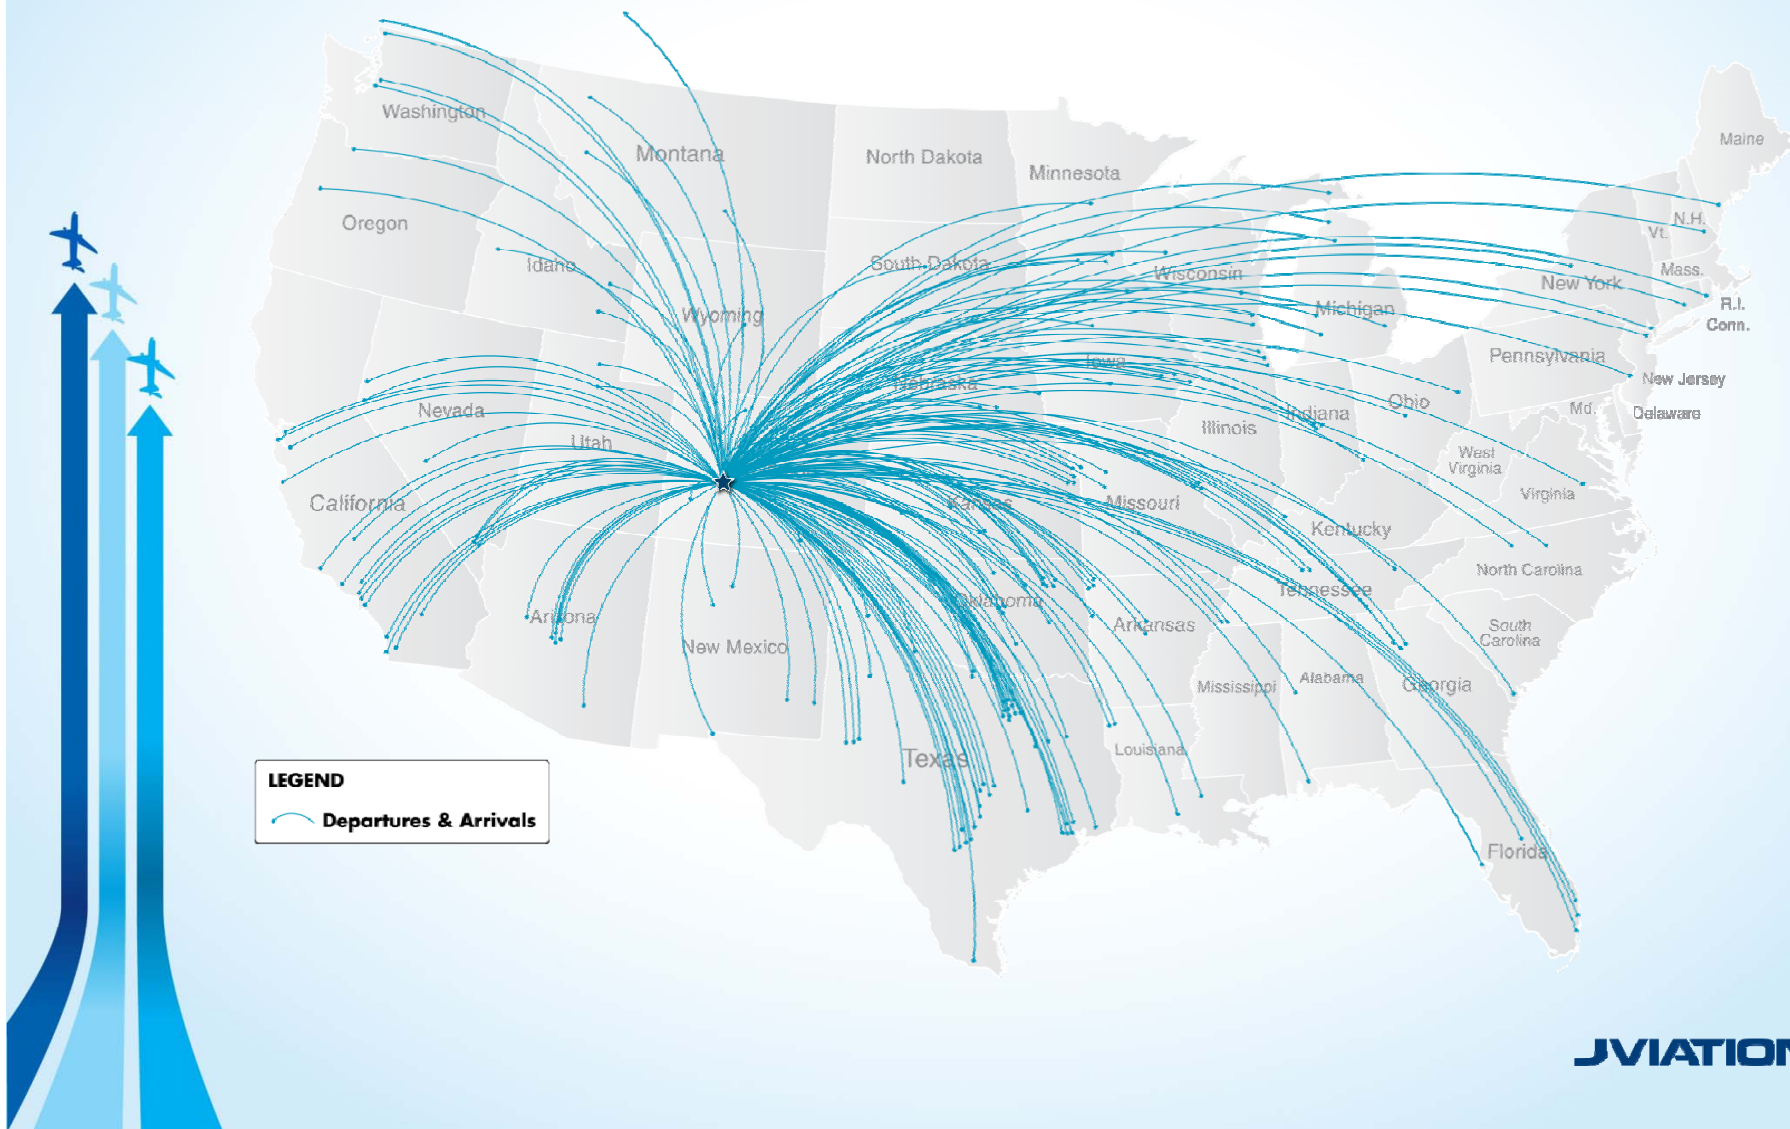 Washington
Montana
North Dakota
Minnesota
Maine
Oregon
Idaho
South Dakota
Wisconsin
N.H.
Vt.
Mass.
New York
R.I.
Conn.
Wyoming
Michigan
Pennsylvania
New Jersey
Iowa
Nebraska
Nevada
Utah
Illinois
Indiana
Ohio
Md.
Delaware
West
Virginia
Virginia
California
Kansas
Missouri
Kentucky
North Carolina
Tennessee
Arizona
Oklahoma
Arkansas
South
Carolina
New Mexico
Mississippi
Alabama
Georgia
Texas
Louisiana
Florida
LEGEND
Departures & Arrivals
JVIATION